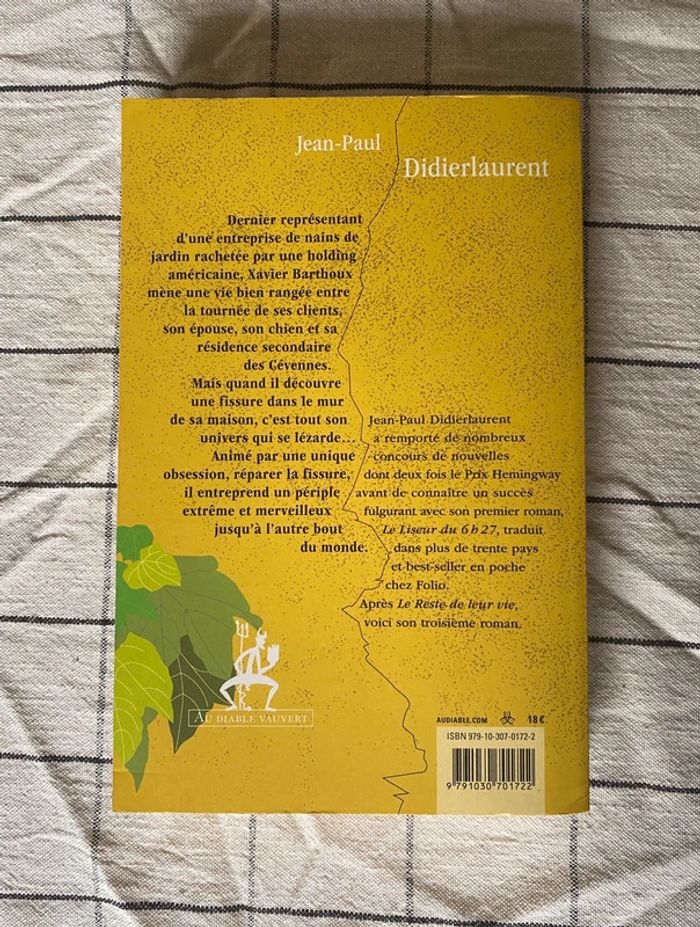 Jean-Paul
Didierlaurent
Dernier représentant
d'une entreprise de nains de
jardin rachetée par une holding
américaine, Xavier Barthoux
mène une vie bien rangée entre
la tournée de ses clients,
son épouse, son chien et sa
résidence secondaire
des Cévennes.
Mais quand il découvre
une fissure dans le mur
de sa maison, c'est tout son
univers qui se lézarde...
Animé par une unique
obsession, réparer la fissure,
il entreprend un périple
extrême et merveilleux
jusqu'à l'autre bout
du monde.
Jean-Paul Didierlaurent
a remporté de nombreux
concours de nouvelles
dont deux fois le Prix Hemingway
avant de connaître un succès
fulgurant avec son premier roman,
Le Liseur du 6h27, traduit
dans plus de trente pays
et best-seller en poche
chez Folio.
Après Le Reste de leur vie,
voici son troisième roman.
AU DIABLE VAUVERT
AUDIABLE.COM 18 €
ISBN 979-10-307-0172-2
9 791030 701722